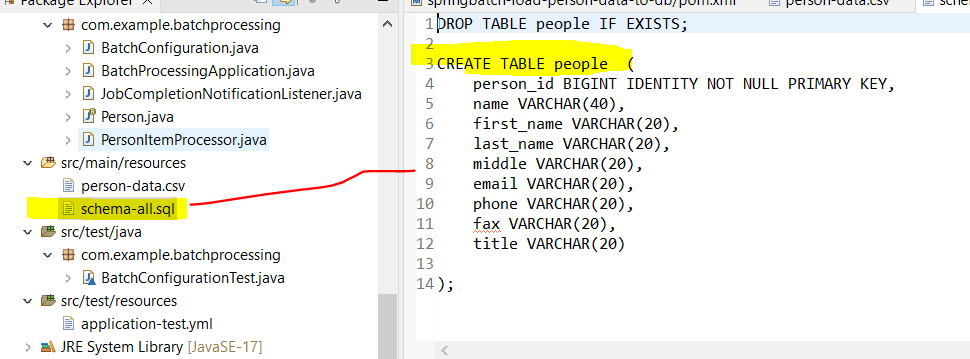 Package Explorer
com.example.batchprocessing
BatchConfiguration.java
BatchProcessingApplication.java
JobCompletionNotificationListener.java
Person.java
PersonItemProcessor.java
src/main/resources
person-data.csv
schema-all.sql
src/test/java
com.example.batchprocessing
BatchConfigurationTest.java
src/test/resources
application-test.yml
JRE System Library [JavaSE-17]
springbatch-load-person-data-to-db/pom.xml
person-data.csv
1 DROP TABLE people IF EXISTS;
2
3 CREATE TABLE people  (
4     person_id BIGINT IDENTITY NOT NULL PRIMARY KEY,
5     name VARCHAR(40),
6     first_name VARCHAR(20),
7     last_name VARCHAR(20),
8     middle VARCHAR(20),
9     email VARCHAR(20),
10     phone VARCHAR(20),
11     fax VARCHAR(20),
12     title VARCHAR(20)
13
14 );